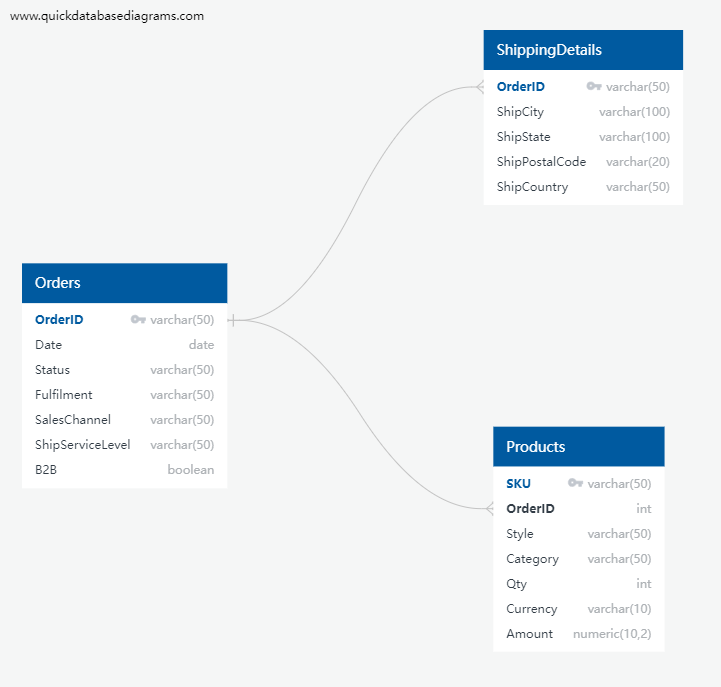 www.quickdatabasediagrams.com
ShippingDetails
OrderID varchar(50)
ShipCity varchar(100)
ShipState varchar(100)
ShipPostalCode varchar(20)
ShipCountry varchar(50)
Orders
OrderID varchar(50)
Date date
Status varchar(50)
Fulfilment varchar(50)
SalesChannel varchar(50)
ShipServiceLevel varchar(50)
B2B boolean
Products
SKU varchar(50)
OrderID int
Style varchar(50)
Category varchar(50)
Qty int
Currency varchar(10)
Amount numeric(10,2)